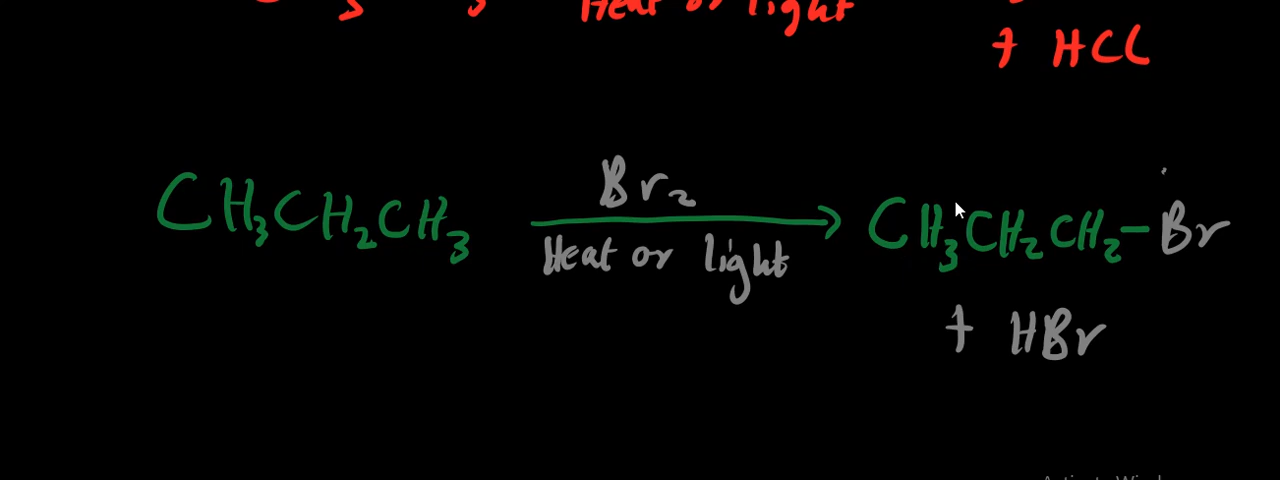 Heat or light
+ HCl
CH₃CH₂CH₃ Br₂ Heat or light → CH₃CH₂CH₂–Br
+ HBr